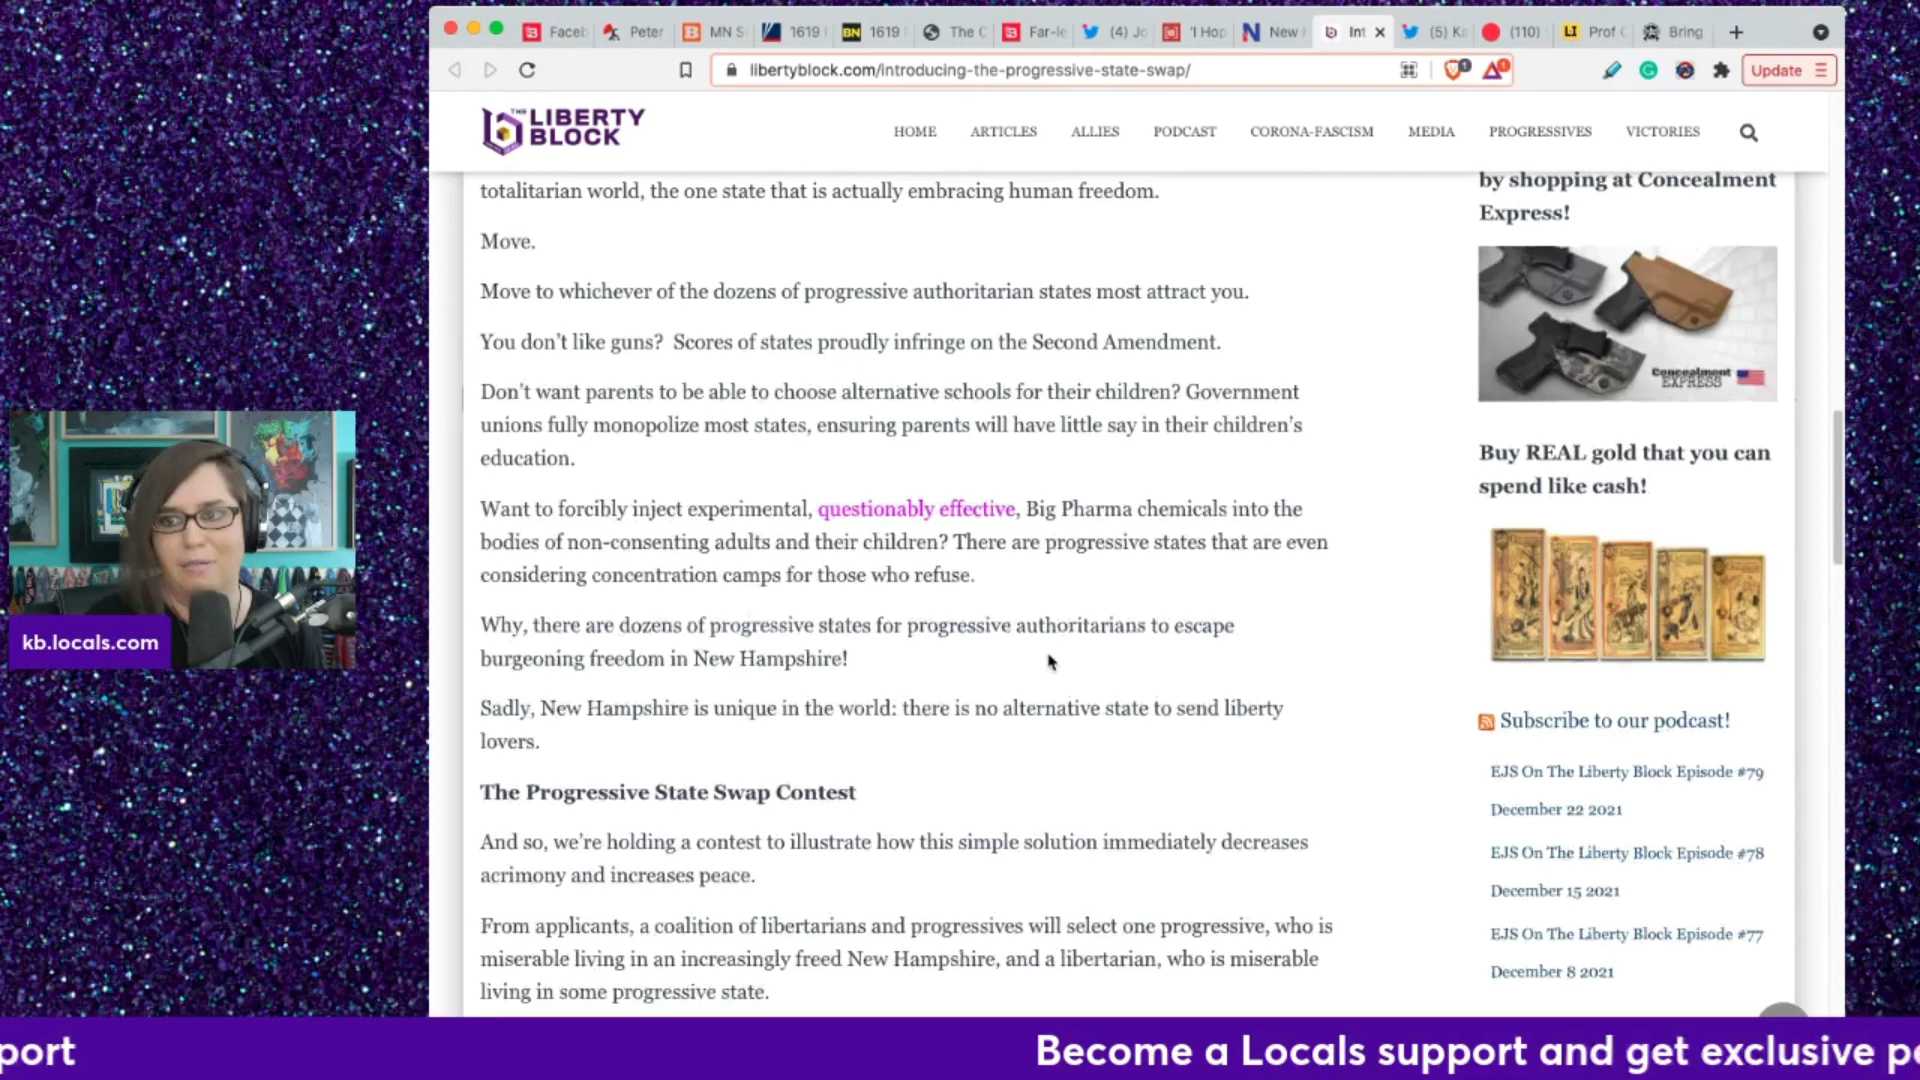 Faceb
Peter
MN S
1619
1619
The C
Far-le
(4) Jo
'I Hop
New
Int
(5) Ka
(110)
Prof C
Bring
libertyblock.com/introducing-the-progressive-state-swap/
Update
THE LIBERTY
BLOCK
HOME
ARTICLES
ALLIES
PODCAST
CORONA-FASCISM
MEDIA
PROGRESSIVES
VICTORIES
totalitarian world, the one state that is actually embracing human freedom.
Move.
Move to whichever of the dozens of progressive authoritarian states most attract you.
You don't like guns?  Scores of states proudly infringe on the Second Amendment.
Don't want parents to be able to choose alternative schools for their children? Government
unions fully monopolize most states, ensuring parents will have little say in their children's
education.
Want to forcibly inject experimental, questionably effective, Big Pharma chemicals into the
bodies of non-consenting adults and their children? There are progressive states that are even
considering concentration camps for those who refuse.
Why, there are dozens of progressive states for progressive authoritarians to escape
burgeoning freedom in New Hampshire!
Sadly, New Hampshire is unique in the world: there is no alternative state to send liberty
lovers.
The Progressive State Swap Contest
And so, we're holding a contest to illustrate how this simple solution immediately decreases
acrimony and increases peace.
From applicants, a coalition of libertarians and progressives will select one progressive, who is
miserable living in an increasingly freed New Hampshire, and a libertarian, who is miserable
living in some progressive state.
by shopping at Concealment
Express!
Concealment
EXPRESS
Buy REAL gold that you can
spend like cash!
Subscribe to our podcast!
EJS On The Liberty Block Episode #79
December 22 2021
EJS On The Liberty Block Episode #78
December 15 2021
EJS On The Liberty Block Episode #77
December 8 2021
kb.locals.com
port
Become a Locals support and get exclusive pe